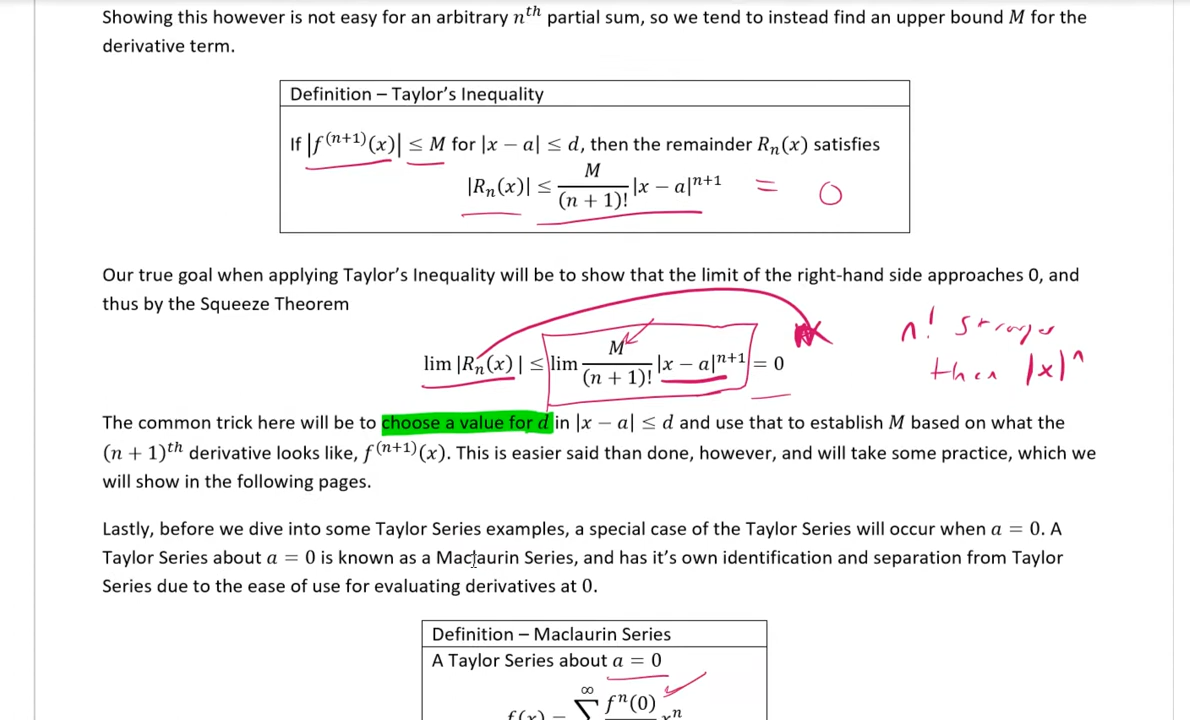 Showing this however is not easy for an arbitrary nᵗʰ partial sum, so we tend to instead find an upper bound M for the
derivative term.
Definition – Taylor's Inequality
If |f⁽ⁿ⁺¹⁾(x)| ≤ M for |x − a| ≤ d, then the remainder Rₙ(x) satisfies
|Rₙ(x)| ≤ M/(n + 1)! |x − a|ⁿ⁺¹ = 0
Our true goal when applying Taylor's Inequality will be to show that the limit of the right-hand side approaches 0, and
thus by the Squeeze Theorem
n! stronger
then |x|ⁿ
lim |Rₙ(x)| ≤ lim M/(n + 1)! |x − a|ⁿ⁺¹ = 0
The common trick here will be to choose a value for d in |x − a| ≤ d and use that to establish M based on what the
(n + 1)ᵗʰ derivative looks like, f⁽ⁿ⁺¹⁾(x). This is easier said than done, however, and will take some practice, which we
will show in the following pages.
Lastly, before we dive into some Taylor Series examples, a special case of the Taylor Series will occur when a = 0. A
Taylor Series about a = 0 is known as a Maclaurin Series, and has it's own identification and separation from Taylor
Series due to the ease of use for evaluating derivatives at 0.
Definition – Maclaurin Series
A Taylor Series about a = 0
∞
f(x) = ∑ fⁿ(0) xⁿ